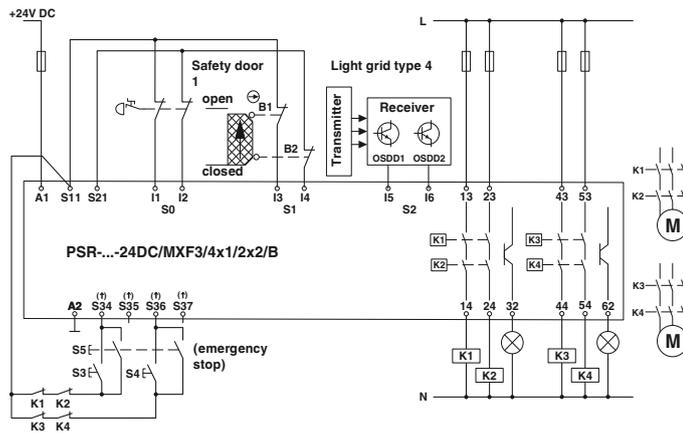 +24V DC
L
Safety door
1
Light grid type 4
open
B1
Transmitter
Receiver
OSDD1 OSDD2
B2
closed
K1
K2
M
A1 S11 S21 I1 I2 I3 I4 I5 I6 13 23 43 53
S0 S1 S2
PSR-...-24DC/MXF3/4x1/2x2/B
K1 K3
K2 K4
K3
K4
M
A2 S34 S35 S36 S37 14 24 32 44 54 62
(↑) (↑) (↑) (↑)
S5
(emergency
stop)
S3 S4
K1 K3
K2 K4
K1 K2
K3 K4
N